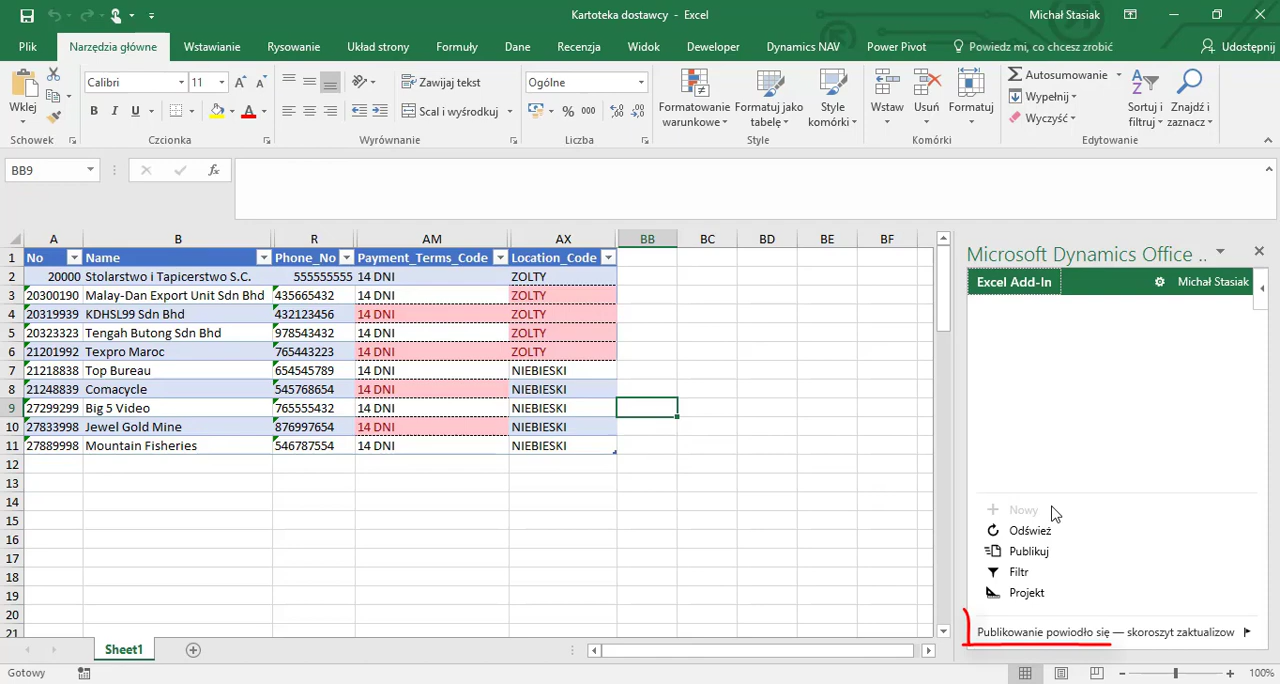 Kartoteka dostawcy - Excel
Michał Stasiak
Plik Narzędzia główne Wstawianie Rysowanie Układ strony Formuły Dane Recenzja Widok Deweloper Dynamics NAV Power Pivot Powiedz mi, co chcesz zrobić Udostępnij
Wklej
Calibri 11
Zawijaj tekst
Scal i wyśrodkuj
Ogólne
% 000
Formatowanie warunkowe
Formatuj jako tabelę
Style komórki
Wstaw Usuń Formatuj
Autosumowanie
Wypełnij
Wyczyść
Sortuj i filtruj
Znajdź i zaznacz
Schowek Czcionka Wyrównanie Liczba Style Komórki Edytowanie
BB9 fx
A B R AM AX BB BC BD BE BF
1 No Name Phone_No Payment_Terms_Code Location_Code
2 20000 Stolarstwo i Tapicerstwo S.C. 555555555 14 DNI ZOLTY
3 20300190 Malay-Dan Export Unit Sdn Bhd 435665432 14 DNI ZOLTY
4 20319939 KDHSL99 Sdn Bhd 432123456 14 DNI ZOLTY
5 20323323 Tengah Butong Sdn Bhd 978543432 14 DNI ZOLTY
6 21201992 Texpro Maroc 765443223 14 DNI ZOLTY
7 21218838 Top Bureau 654545789 14 DNI NIEBIESKI
8 21248839 Comacycle 545768654 14 DNI NIEBIESKI
9 27299299 Big 5 Video 765555432 14 DNI NIEBIESKI
10 27833998 Jewel Gold Mine 876997654 14 DNI NIEBIESKI
11 27889998 Mountain Fisheries 546787554 14 DNI NIEBIESKI
12
13
14
15
16
17
18
19
20
21
Microsoft Dynamics Office ..
Excel Add-In Michał Stasiak
Nowy
Odśwież
Publikuj
Filtr
Projekt
Publikowanie powiodło się — skoroszyt zaktualizow
Sheet1
Gotowy
100%